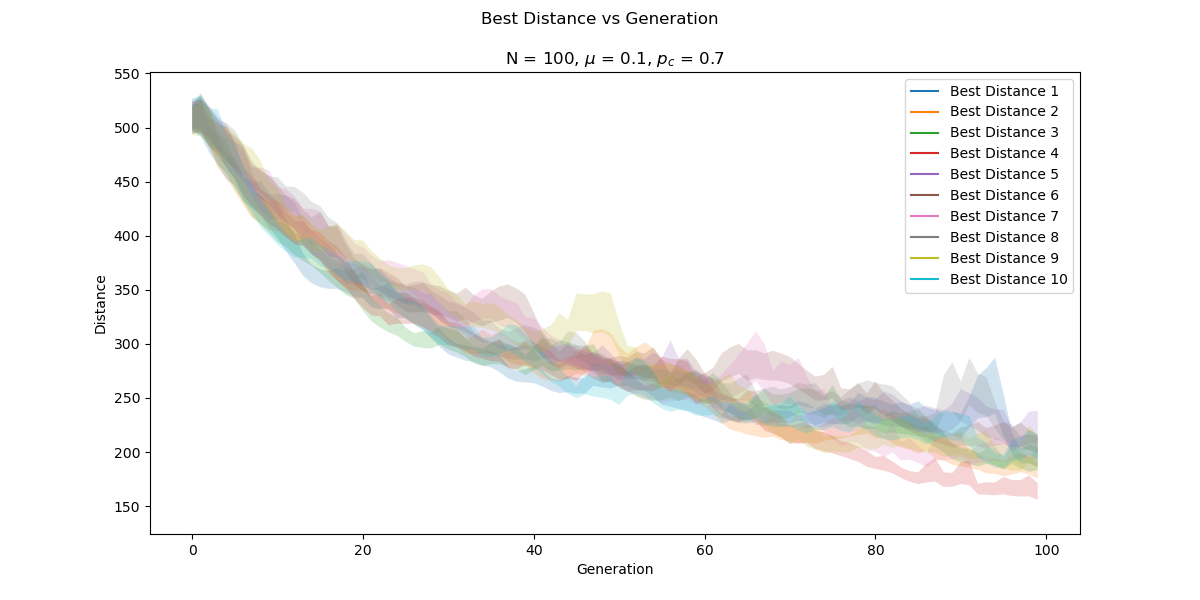 Best Distance vs Generation
N = 100, μ = 0.1, p_c = 0.7
550
500
450
400
350
300
250
200
150
Distance
0 20 40 60 80 100
Generation
Best Distance 1
Best Distance 2
Best Distance 3
Best Distance 4
Best Distance 5
Best Distance 6
Best Distance 7
Best Distance 8
Best Distance 9
Best Distance 10